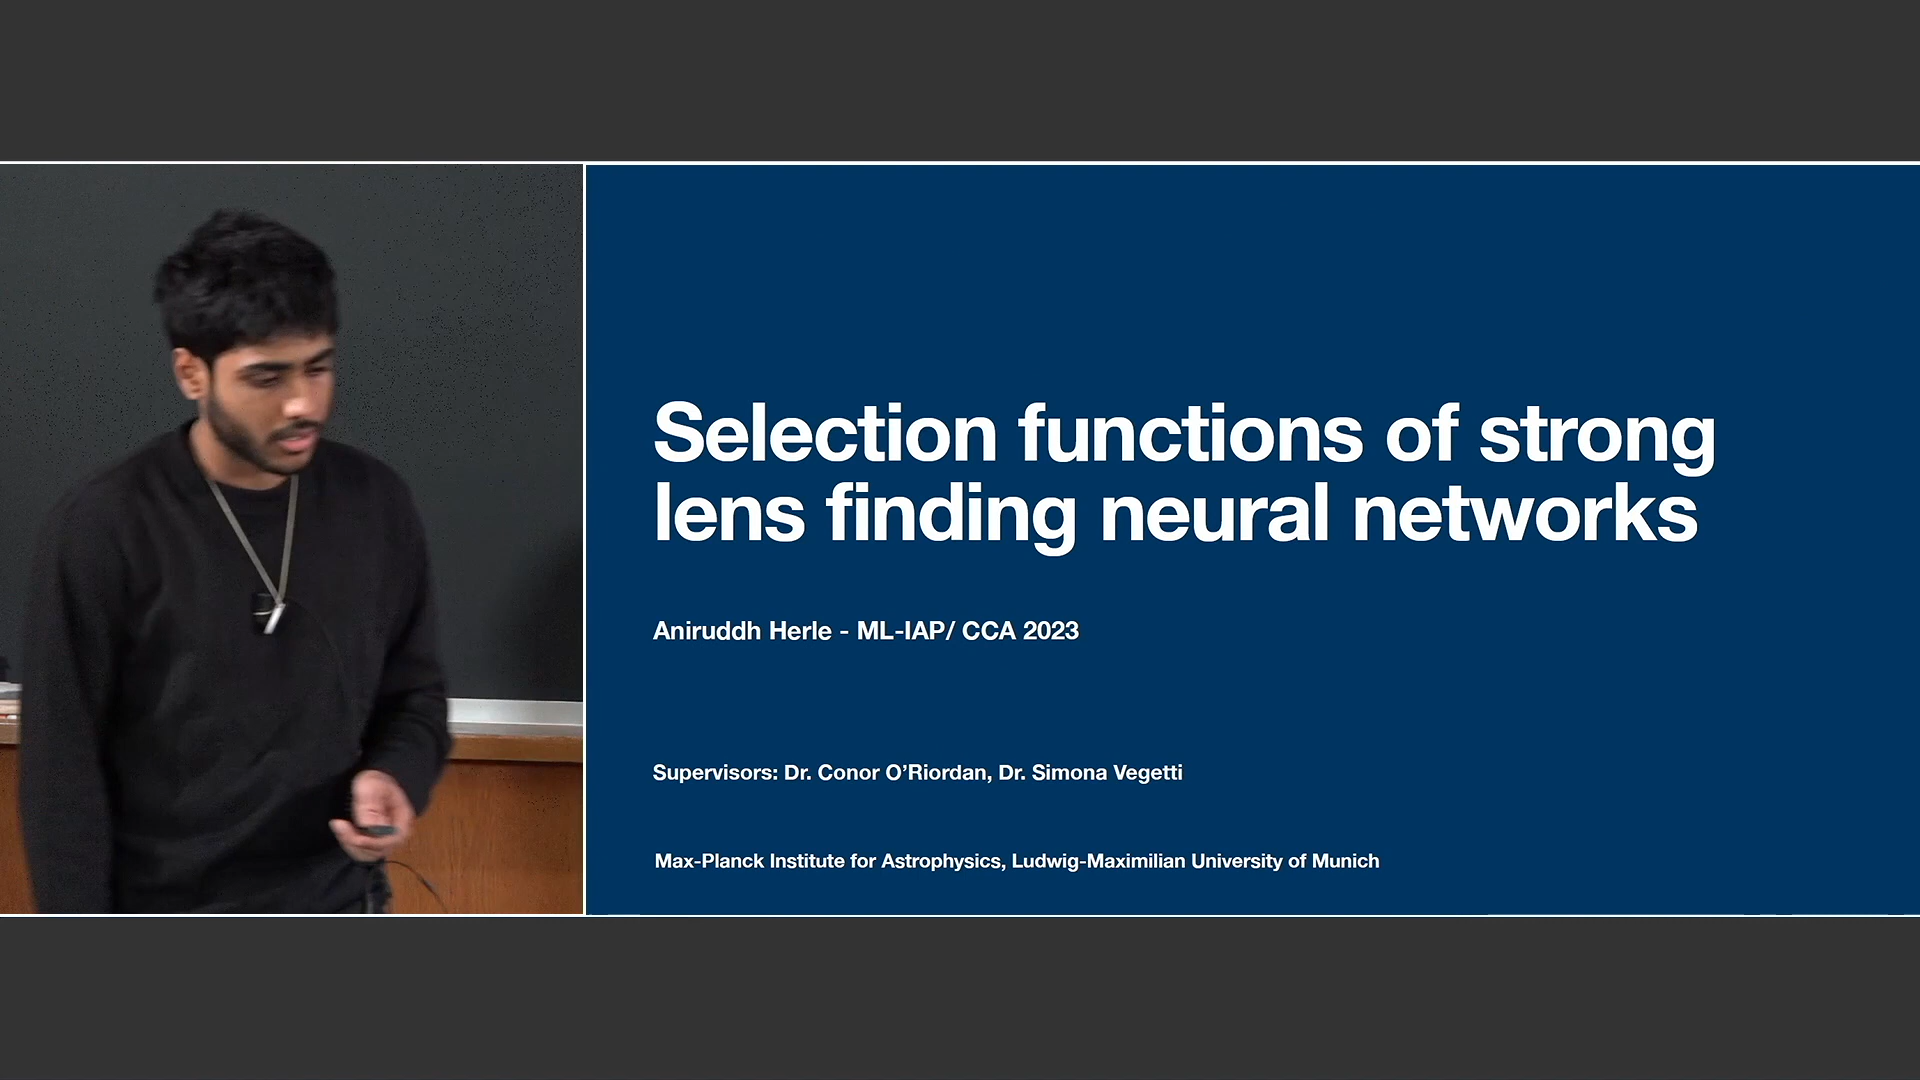 Selection functions of strong
lens finding neural networks
Aniruddh Herle - ML-IAP/ CCA 2023
Supervisors: Dr. Conor O’Riordan, Dr. Simona Vegetti
Max-Planck Institute for Astrophysics, Ludwig-Maximilian University of Munich